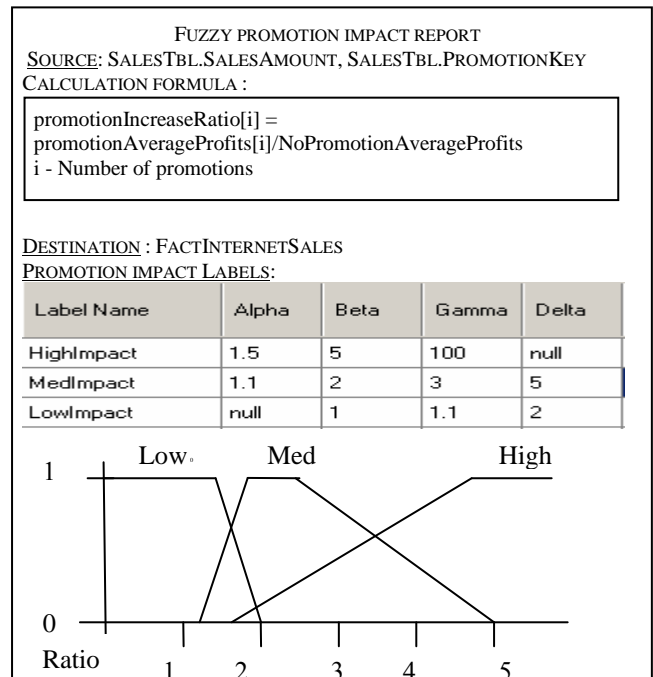 FUZZY PROMOTION IMPACT REPORT
SOURCE: SALESTBL.SALESAMOUNT, SALESTBL.PROMOTIONKEY
CALCULATION FORMULA :
promotionIncreaseRatio[i] =
promotionAverageProfits[i]/NoPromotionAverageProfits
i - Number of promotions
DESTINATION : FACTINTERNETSALES
PROMOTION IMPACT LABELS:
Label Name Alpha Beta Gamma Delta
HighImpact 1.5 5 100 null
MedImpact 1.1 2 3 5
LowImpact null 1 1.1 2
Low Med High
1
0
Ratio 1 2 3 4 5